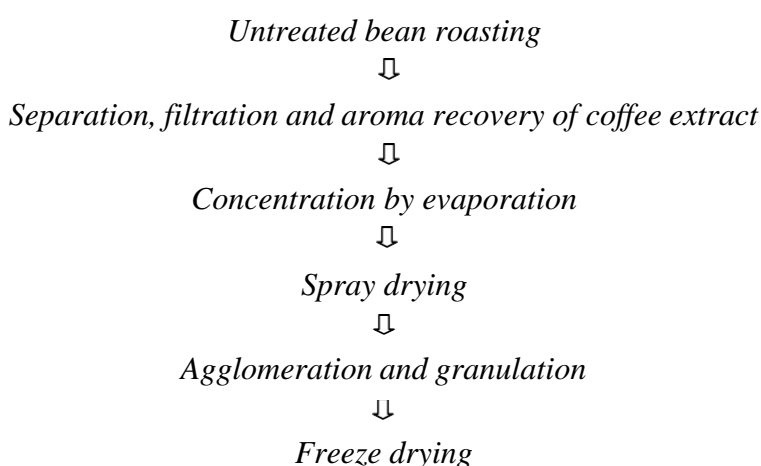 Untreated bean roasting
⇩
Separation, filtration and aroma recovery of coffee extract
⇩
Concentration by evaporation
⇩
Spray drying
⇩
Agglomeration and granulation
⇩
Freeze drying